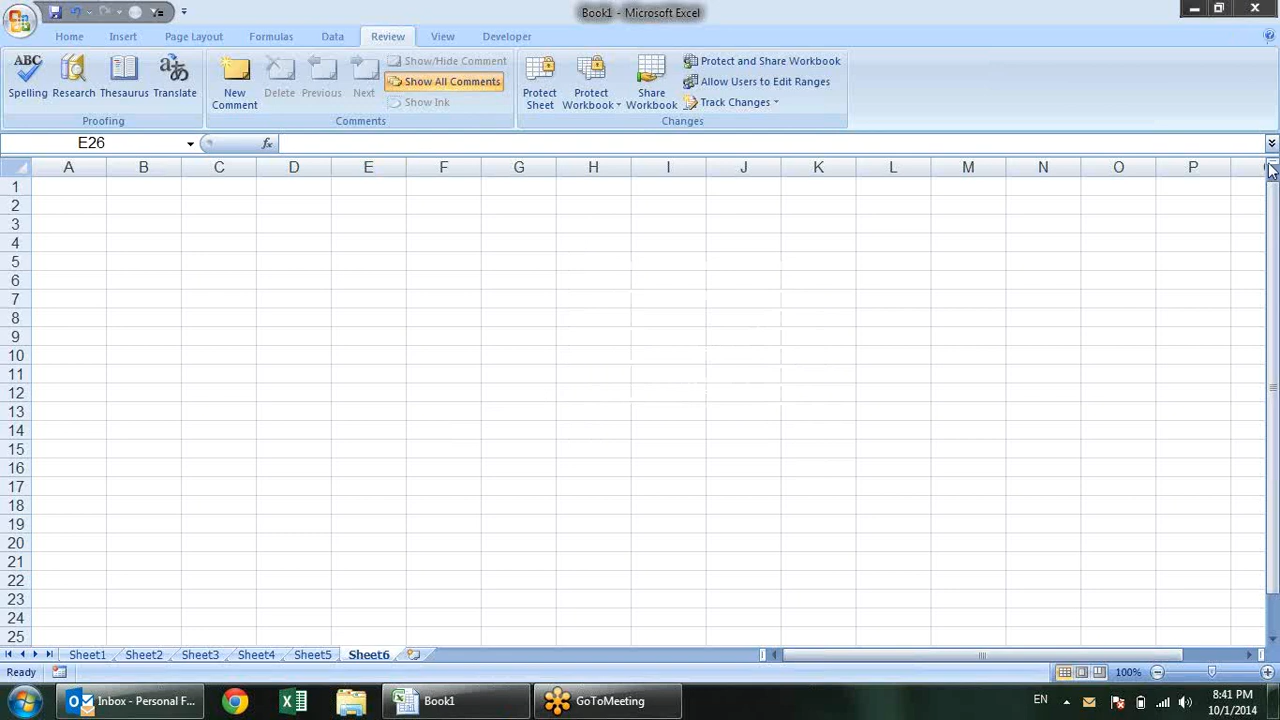 Book1 - Microsoft Excel
Home Insert Page Layout Formulas Data Review View Developer
ABC
Spelling Research Thesaurus Translate
Proofing
New Comment Delete Previous Next
Show/Hide Comment
Show All Comments
Show Ink
Comments
Protect Sheet Protect Workbook Share Workbook
Protect and Share Workbook
Allow Users to Edit Ranges
Track Changes
Changes
E26 fx
A B C D E F G H I J K L M N O P
1
2
3
4
5
6
7
8
9
10
11
12
13
14
15
16
17
18
19
20
21
22
23
24
25
Sheet1 Sheet2 Sheet3 Sheet4 Sheet5 Sheet6
Ready 100%
Inbox - Personal F... Book1 GoToMeeting EN 8:41 PM
10/1/2014